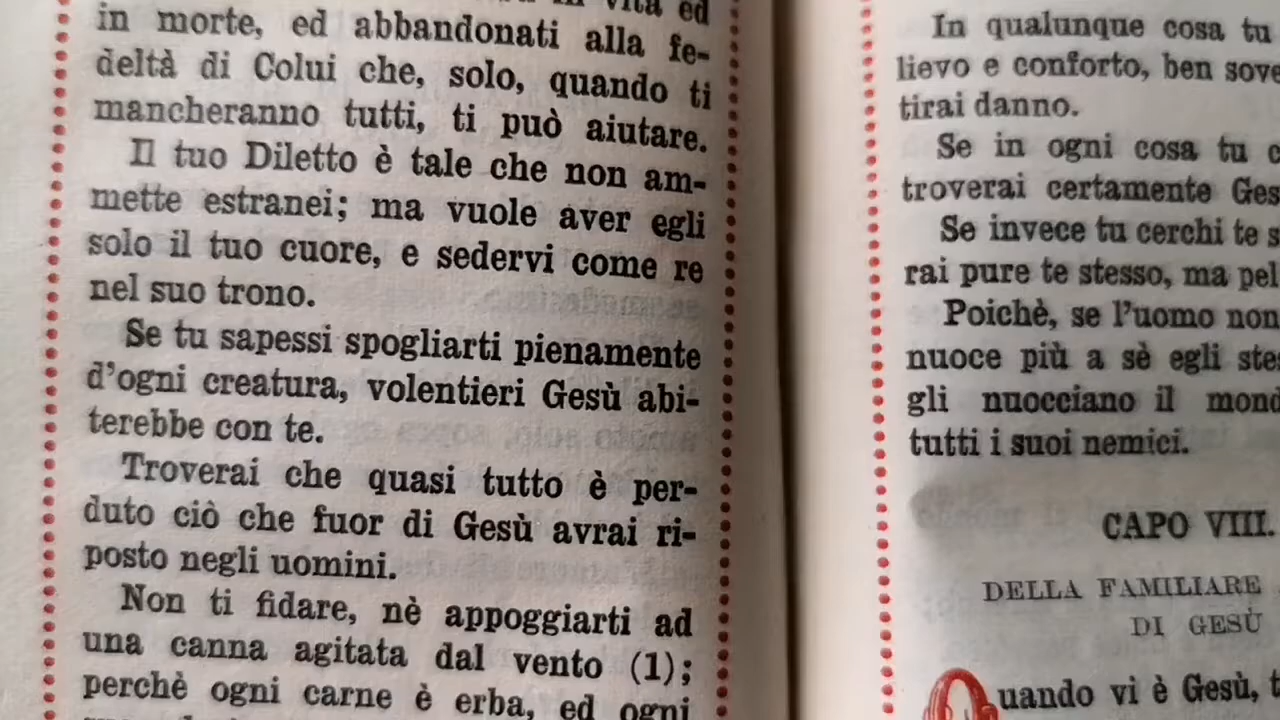 vita ed
in morte, ed abbandonati alla fe-
deltà di Colui che, solo, quando ti
mancheranno tutti, ti può aiutare.
Il tuo Diletto è tale che non am-
mette estranei; ma vuole aver egli
solo il tuo cuore, e sedervi come re
nel suo trono.
Se tu sapessi spogliarti pienamente
d'ogni creatura, volentieri Gesù abi-
terebbe con te.
Troverai che quasi tutto è per-
duto ciò che fuor di Gesù avrai ri-
posto negli uomini.
Non ti fidare, nè appoggiarti ad
una canna agitata dal vento (1);
perchè ogni carne è erba, ed ogni
In qualunque cosa tu
lievo e conforto, ben sove
tirai danno.
Se in ogni cosa tu c
troverai certamente Ges
Se invece tu cerchi te s
rai pure te stesso, ma pel
Poichè, se l'uomo non
nuoce più a sè egli ste
gli nuocciano il mond
tutti i suoi nemici.
CAPO VIII.
DELLA FAMILIARE
DI GESÙ
Quando vi è Gesù, t